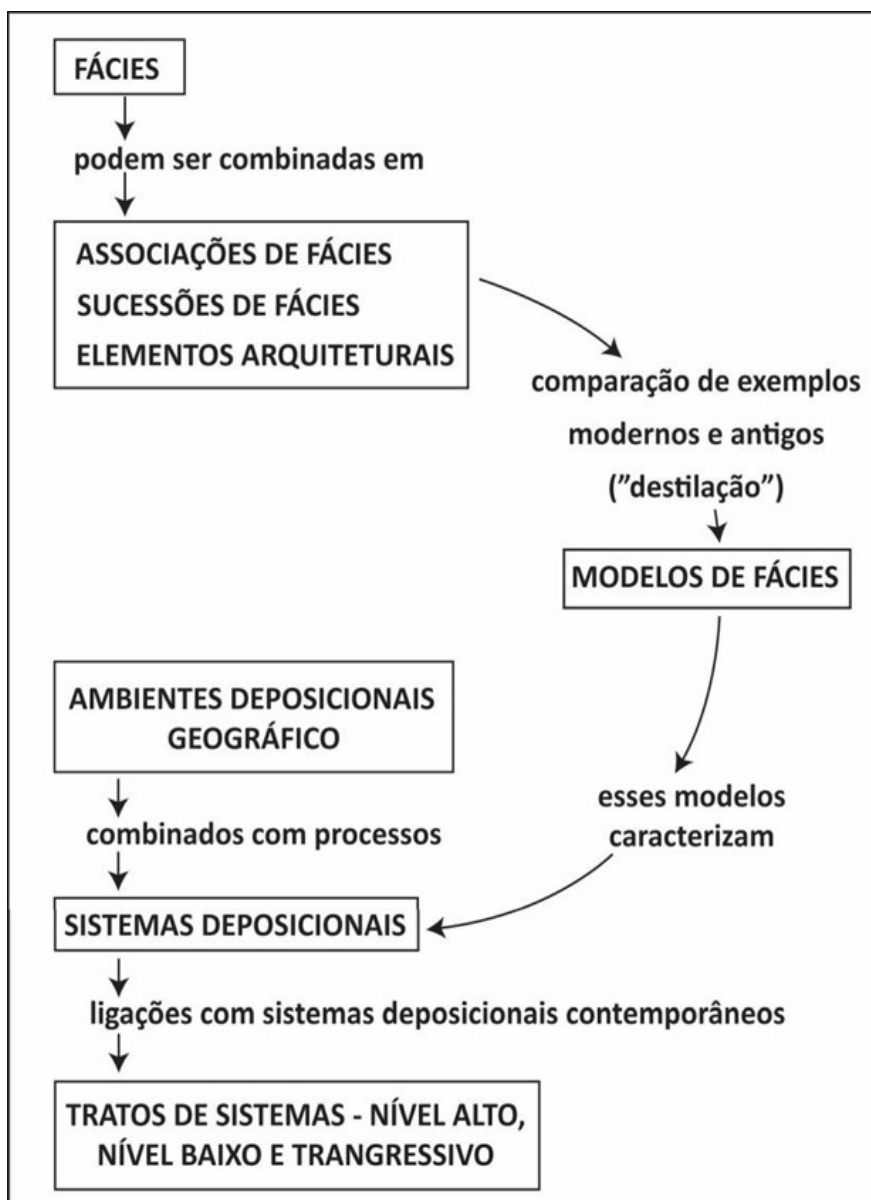 FÁCIES
podem ser combinadas em
ASSOCIAÇÕES DE FÁCIES
SUCESSÕES DE FÁCIES
ELEMENTOS ARQUITETURAIS
comparação de exemplos
modernos e antigos
(”destilação”)
MODELOS DE FÁCIES
esses modelos
caracterizam
AMBIENTES DEPOSICIONAIS
GEOGRÁFICO
combinados com processos
SISTEMAS DEPOSICIONAIS
ligações com sistemas deposicionais contemporâneos
TRATOS DE SISTEMAS - NÍVEL ALTO,
NÍVEL BAIXO E TRANGRESSIVO